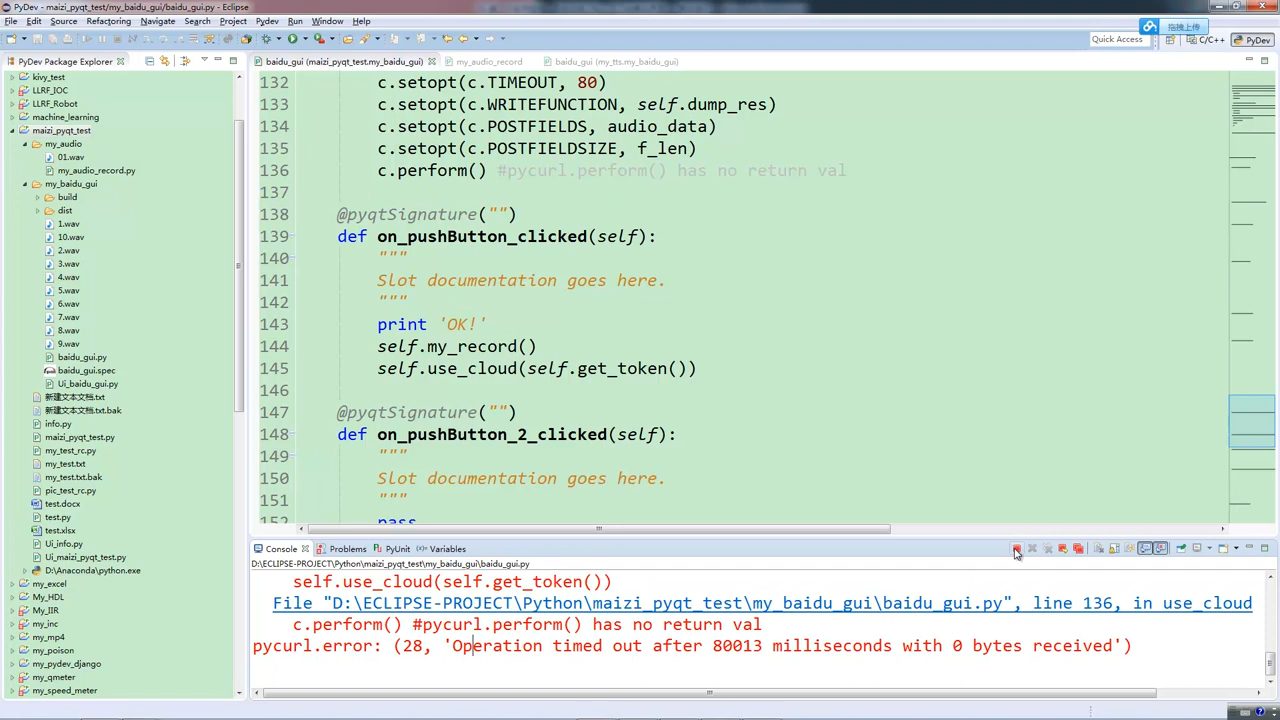 PyDev - maizi_pyqt_test/my_baidu_gui/baidu_gui.py - Eclipse
File Edit Source Refactoring Navigate Search Project Pydev Run Window Help
拖拽上传
Quick Access
C/C++
PyDev
PyDev Package Explorer
baidu_gui (maizi_pyqt_test.my_baidu_gui)
my_audio_record
baidu_gui (my_tts.my_baidu_gui)
kivy_test
LLRF_IOC
LLRF_Robot
machine_learning
maizi_pyqt_test
my_audio
01.wav
my_audio_record.py
my_baidu_gui
build
dist
1.wav
10.wav
2.wav
3.wav
4.wav
5.wav
6.wav
7.wav
8.wav
9.wav
baidu_gui.py
baidu_gui.spec
Ui_baidu_gui.py
新建文本文档.txt
新建文本文档.txt.bak
info.py
maizi_pyqt_test.py
my_test_rc.py
my_test.txt
my_test.txt.bak
pic_test_rc.py
test.docx
test.py
test.xlsx
Ui_info.py
Ui_maizi_pyqt_test.py
D:\Anaconda\python.exe
my_excel
My_HDL
My_IIR
my_inc
my_mp4
my_poison
my_pydev_django
my_qmeter
my_speed_meter
132 c.setopt(c.TIMEOUT, 80)
133 c.setopt(c.WRITEFUNCTION, self.dump_res)
134 c.setopt(c.POSTFIELDS, audio_data)
135 c.setopt(c.POSTFIELDSIZE, f_len)
136 c.perform() #pycurl.perform() has no return val
137
138 @pyqtSignature("")
139 def on_pushButton_clicked(self):
140 """
141 Slot documentation goes here.
142 """
143 print 'OK!'
144 self.my_record()
145 self.use_cloud(self.get_token())
146
147 @pyqtSignature("")
148 def on_pushButton_2_clicked(self):
149 """
150 Slot documentation goes here.
151 """
152 pass
Console Problems PyUnit Variables
D:\ECLIPSE-PROJECT\Python\maizi_pyqt_test\my_baidu_gui\baidu_gui.py
self.use_cloud(self.get_token())
File "D:\ECLIPSE-PROJECT\Python\maizi_pyqt_test\my_baidu_gui\baidu_gui.py", line 136, in use_cloud
c.perform() #pycurl.perform() has no return val
pycurl.error: (28, 'Operation timed out after 80013 milliseconds with 0 bytes received')